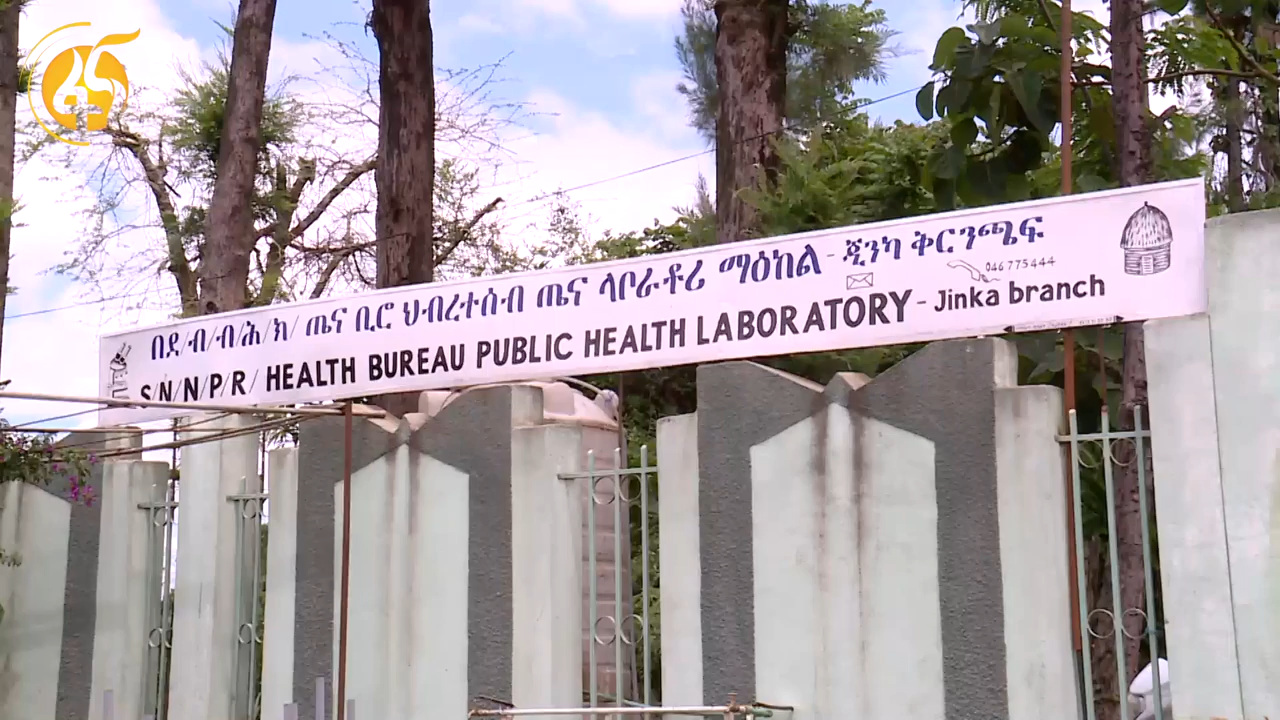 በደ/ብ/ብ/ሕ/ክ/ ጤና ቢሮ ህብረተሰብ ጤና ላቦራቶሪ ማዕከል - ጂንካ ቅርንጫፍ
046 775444
S/N/N/P/R/ HEALTH BUREAU PUBLIC HEALTH LABORATORY - Jinka branch